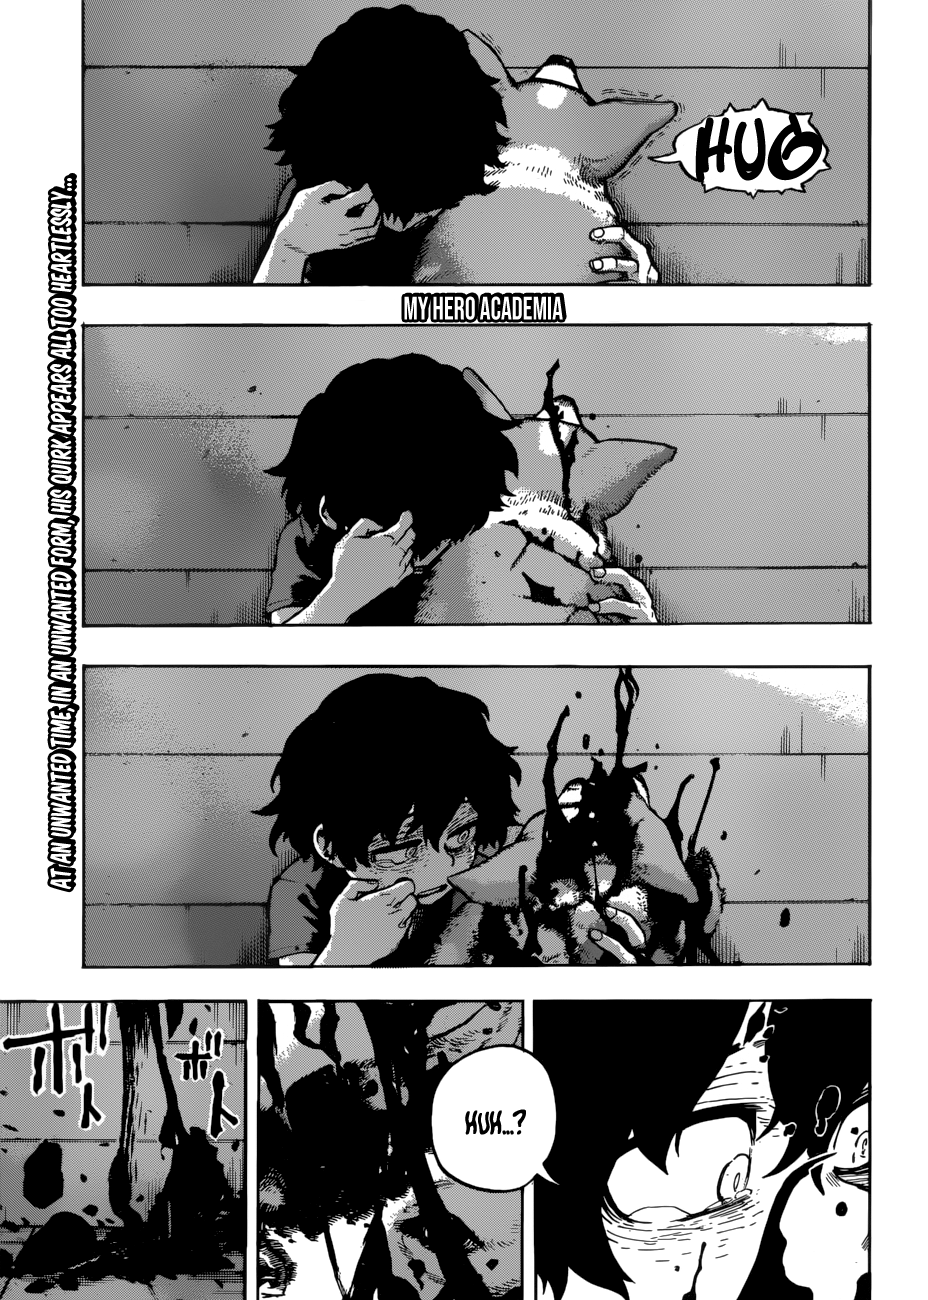 HUG
MY HERO ACADEMIA
AT AN UNWANTED TIME, IN AN UNWANTED FORM, HIS QUIRK APPEARS ALL TOO HEARTLESSLY...
HUH...?
ボト
ボト